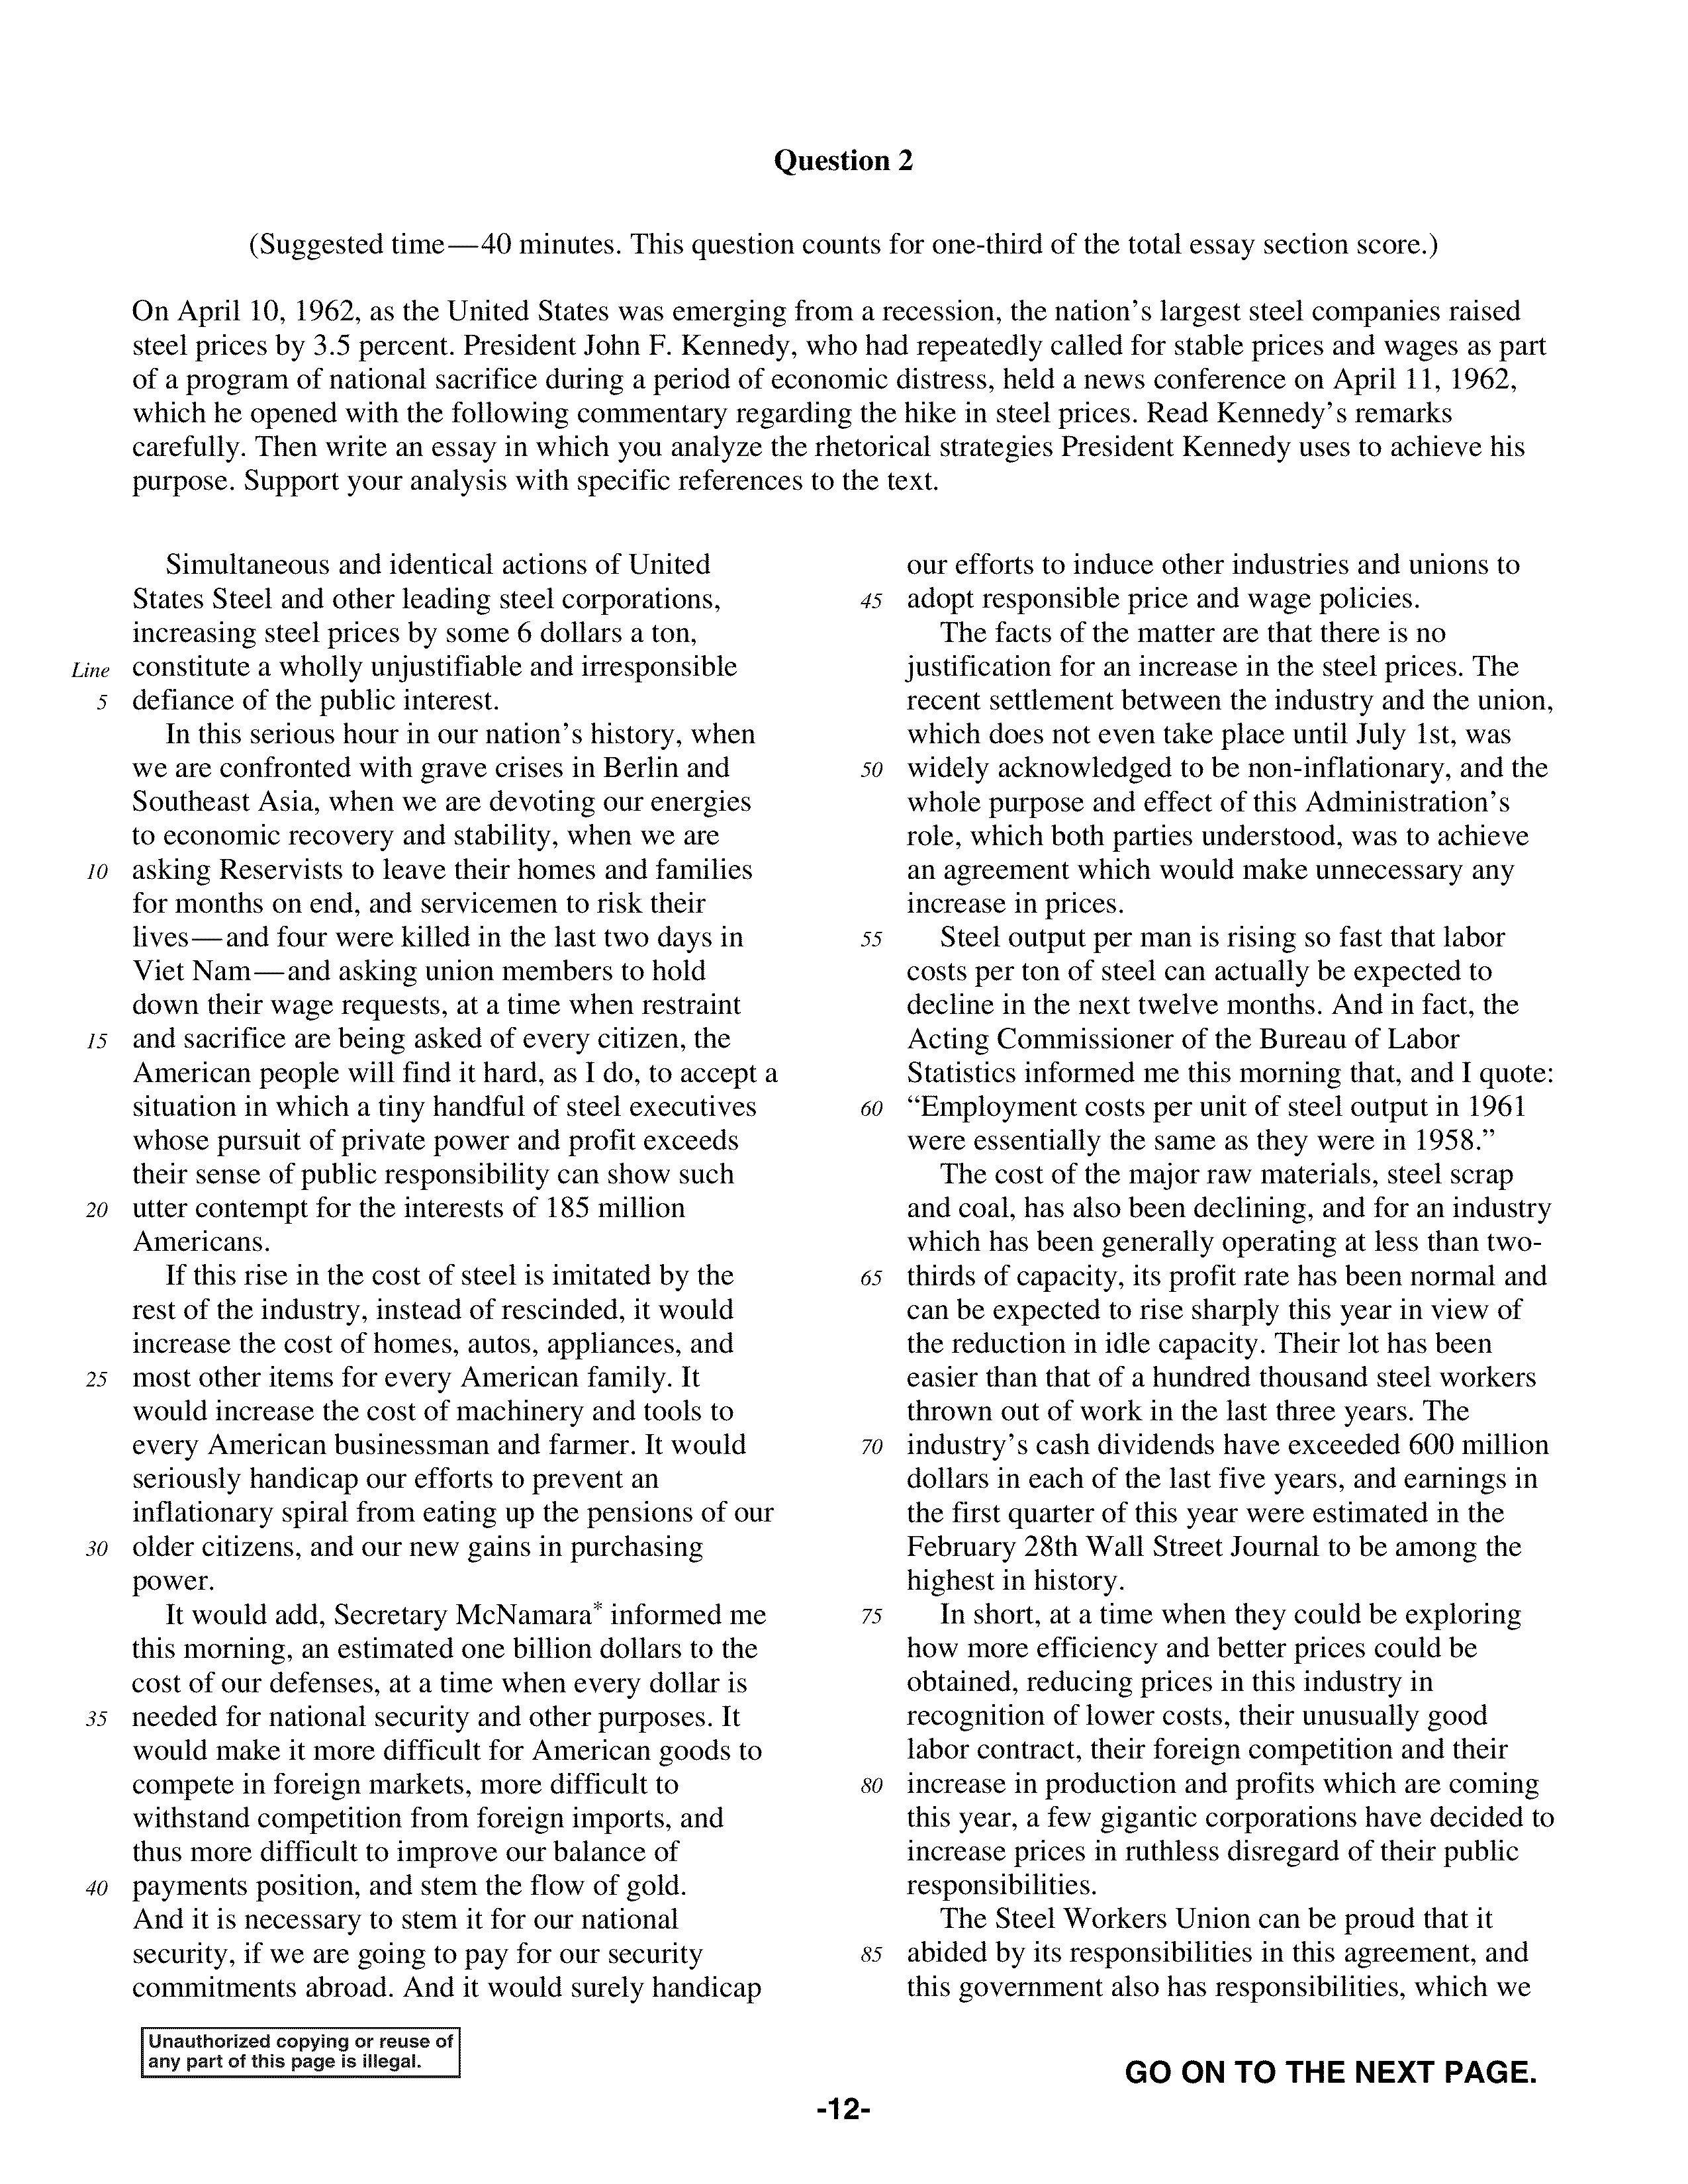 Question 2
(Suggested time—40 minutes. This question counts for one-third of the total essay section score.)
On April 10, 1962, as the United States was emerging from a recession, the nation’s largest steel companies raised
steel prices by 3.5 percent. President John F. Kennedy, who had repeatedly called for stable prices and wages as part
of a program of national sacrifice during a period of economic distress, held a news conference on April 11, 1962,
which he opened with the following commentary regarding the hike in steel prices. Read Kennedy’s remarks
carefully. Then write an essay in which you analyze the rhetorical strategies President Kennedy uses to achieve his
purpose. Support your analysis with specific references to the text.
Simultaneous and identical actions of United
States Steel and other leading steel corporations,
increasing steel prices by some 6 dollars a ton,
Line constitute a wholly unjustifiable and irresponsible
5 defiance of the public interest.
In this serious hour in our nation’s history, when
we are confronted with grave crises in Berlin and
Southeast Asia, when we are devoting our energies
to economic recovery and stability, when we are
10 asking Reservists to leave their homes and families
for months on end, and servicemen to risk their
lives—and four were killed in the last two days in
Viet Nam—and asking union members to hold
down their wage requests, at a time when restraint
15 and sacrifice are being asked of every citizen, the
American people will find it hard, as I do, to accept a
situation in which a tiny handful of steel executives
whose pursuit of private power and profit exceeds
their sense of public responsibility can show such
20 utter contempt for the interests of 185 million
Americans.
If this rise in the cost of steel is imitated by the
rest of the industry, instead of rescinded, it would
increase the cost of homes, autos, appliances, and
25 most other items for every American family. It
would increase the cost of machinery and tools to
every American businessman and farmer. It would
seriously handicap our efforts to prevent an
inflationary spiral from eating up the pensions of our
30 older citizens, and our new gains in purchasing
power.
It would add, Secretary McNamara* informed me
this morning, an estimated one billion dollars to the
cost of our defenses, at a time when every dollar is
35 needed for national security and other purposes. It
would make it more difficult for American goods to
compete in foreign markets, more difficult to
withstand competition from foreign imports, and
thus more difficult to improve our balance of
40 payments position, and stem the flow of gold.
And it is necessary to stem it for our national
security, if we are going to pay for our security
commitments abroad. And it would surely handicap
our efforts to induce other industries and unions to
45 adopt responsible price and wage policies.
The facts of the matter are that there is no
justification for an increase in the steel prices. The
recent settlement between the industry and the union,
which does not even take place until July 1st, was
50 widely acknowledged to be non-inflationary, and the
whole purpose and effect of this Administration’s
role, which both parties understood, was to achieve
an agreement which would make unnecessary any
increase in prices.
55 Steel output per man is rising so fast that labor
costs per ton of steel can actually be expected to
decline in the next twelve months. And in fact, the
Acting Commissioner of the Bureau of Labor
Statistics informed me this morning that, and I quote:
60 “Employment costs per unit of steel output in 1961
were essentially the same as they were in 1958.”
The cost of the major raw materials, steel scrap
and coal, has also been declining, and for an industry
which has been generally operating at less than two-
65 thirds of capacity, its profit rate has been normal and
can be expected to rise sharply this year in view of
the reduction in idle capacity. Their lot has been
easier than that of a hundred thousand steel workers
thrown out of work in the last three years. The
70 industry’s cash dividends have exceeded 600 million
dollars in each of the last five years, and earnings in
the first quarter of this year were estimated in the
February 28th Wall Street Journal to be among the
highest in history.
75 In short, at a time when they could be exploring
how more efficiency and better prices could be
obtained, reducing prices in this industry in
recognition of lower costs, their unusually good
labor contract, their foreign competition and their
80 increase in production and profits which are coming
this year, a few gigantic corporations have decided to
increase prices in ruthless disregard of their public
responsibilities.
The Steel Workers Union can be proud that it
85 abided by its responsibilities in this agreement, and
this government also has responsibilities, which we
Unauthorized copying or reuse of
any part of this page is illegal.
GO ON TO THE NEXT PAGE.
-12-